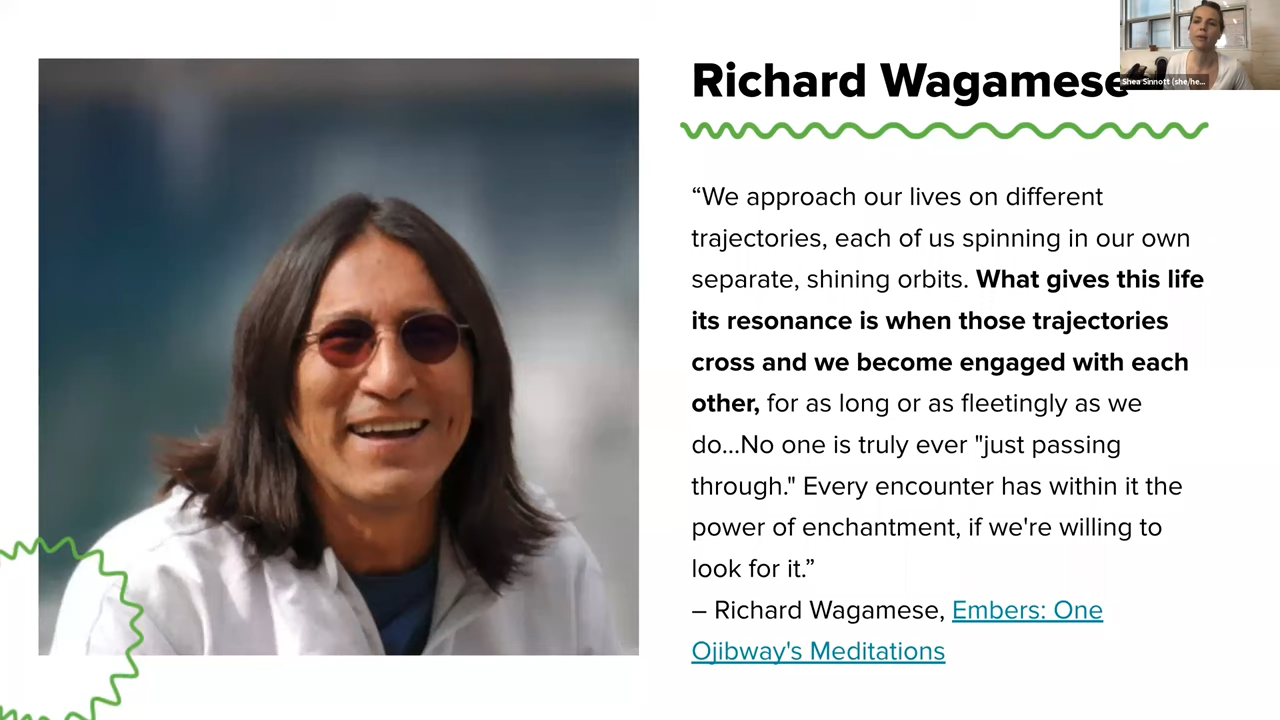 Richard Wagamese
Shea Sinnott (she/he...
“We approach our lives on different
trajectories, each of us spinning in our own
separate, shining orbits. What gives this life
its resonance is when those trajectories
cross and we become engaged with each
other, for as long or as fleetingly as we
do...No one is truly ever "just passing
through." Every encounter has within it the
power of enchantment, if we're willing to
look for it.”
– Richard Wagamese, Embers: One
Ojibway's Meditations